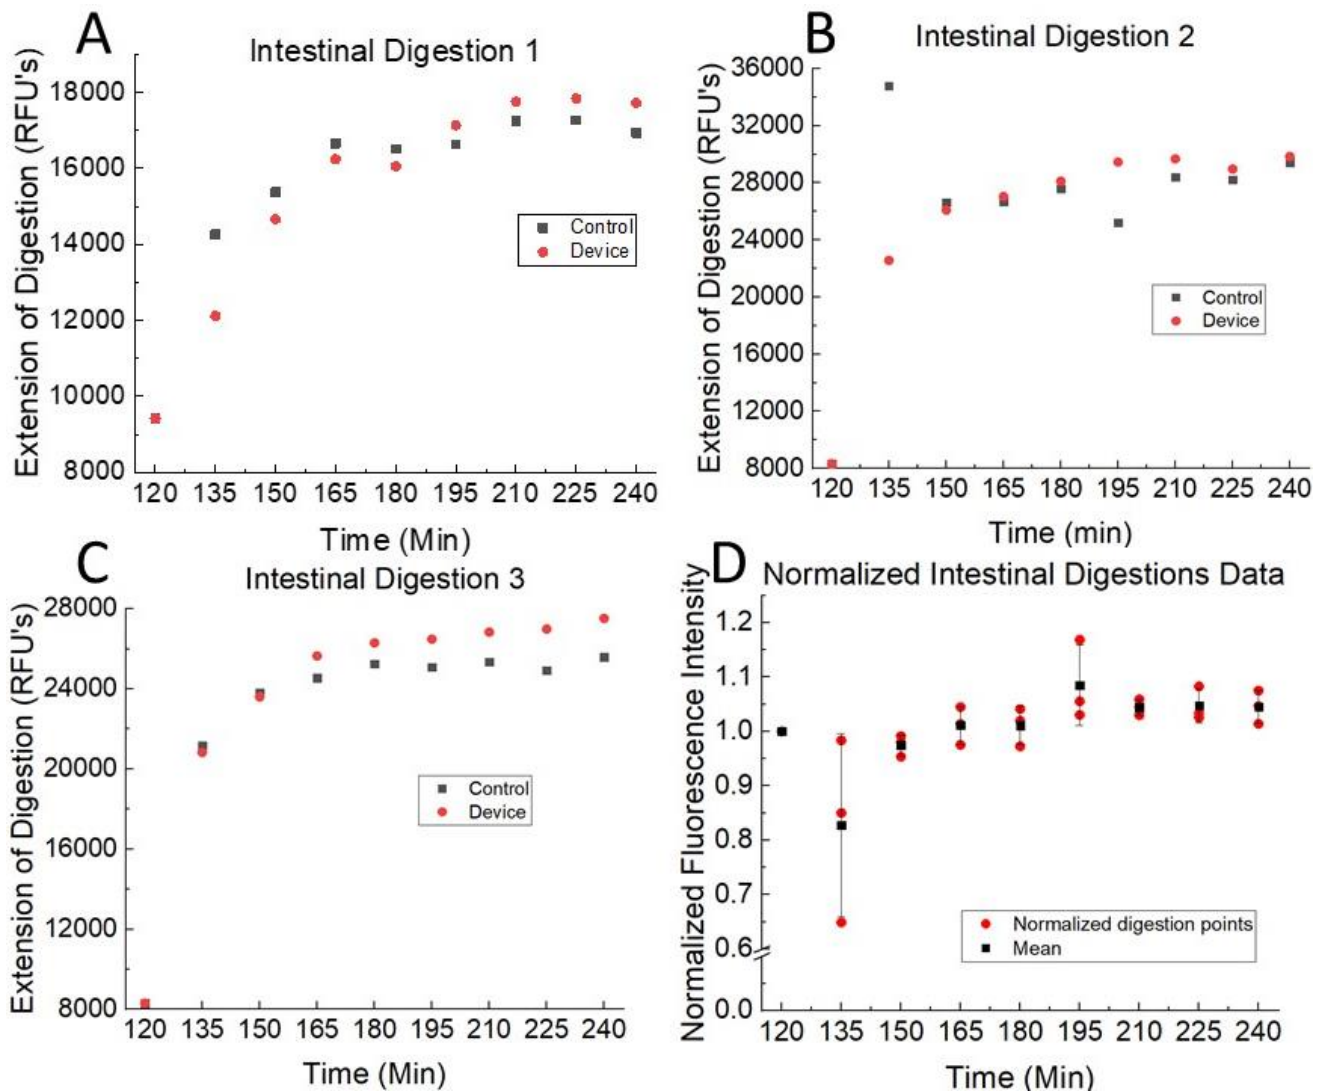 A
Intestinal Digestion 1
Extension of Digestion (RFU's)
18000
16000
14000
12000
10000
8000
Control
Device
120 135 150 165 180 195 210 225 240
Time (Min)
B
Intestinal Digestion 2
Extension of Digestion (RFU's)
36000
32000
28000
24000
20000
16000
12000
8000
Control
Device
120 135 150 165 180 195 210 225 240
Time (min)
C
Intestinal Digestion 3
Extension of Digestion (RFU's)
28000
24000
20000
16000
12000
8000
Control
Device
120 135 150 165 180 195 210 225 240
Time (Min)
D
Normalized Intestinal Digestions Data
Normalized Fluorescence Intensity
1.2
1.1
1.0
0.9
0.8
0.7
0.6
0.0
Normalized digestion points
Mean
120 135 150 165 180 195 210 225 240
Time (Min)